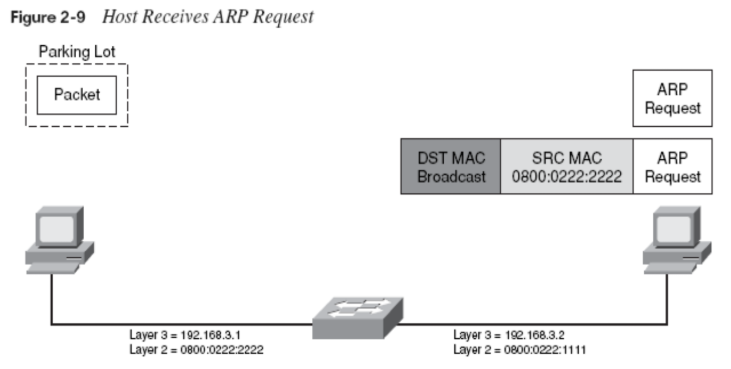 Figure 2-9 Host Receives ARP Request
Parking Lot
Packet
ARP
Request
DST MAC
Broadcast
SRC MAC
0800:0222:2222
ARP
Request
Layer 3 = 192.168.3.1
Layer 2 = 0800:0222:2222
Layer 3 = 192.168.3.2
Layer 2 = 0800:0222:1111